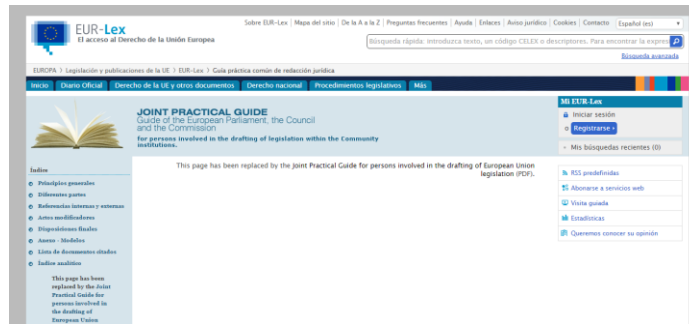 Sobre EUR-Lex | Mapa del sitio | De la A a la Z | Preguntas frecuentes | Ayuda | Enlaces | Aviso jurídico | Cookies | Contacto | Español (es)
EUR-Lex
El acceso al Derecho de la Unión Europea
Búsqueda rápida: introduzca texto, un código CELEX o descriptores. Para encontrar la expres
Búsqueda avanzada
EUROPA > Legislación y publicaciones de la UE > EUR-Lex > Guía práctica común de redacción jurídica
Inicio Diario Oficial Derecho de la UE y otros documentos Derecho nacional Procedimientos legislativos Más
JOINT PRACTICAL GUIDE
Guide of the European Parliament, the Council
and the Commission
for persons involved in the drafting of legislation within the Community
institutions.
Mi EUR-Lex
Iniciar sesión
Registrarse
Mis búsquedas recientes (0)
Índice
Principios generales
Diferentes partes
Referencias internas y externas
Actos modificadores
Disposiciones finales
Anexo - Modelos
Lista de documentos citados
Índice analítico
This page has been
replaced by the Joint
Practical Guide for
persons involved in
the drafting of
European Union
This page has been replaced by the Joint Practical Guide for persons involved in the drafting of European Union
legislation (PDF).
RSS predefinidas
Abonarse a servicios web
Visita guiada
Estadísticas
Queremos conocer su opinión